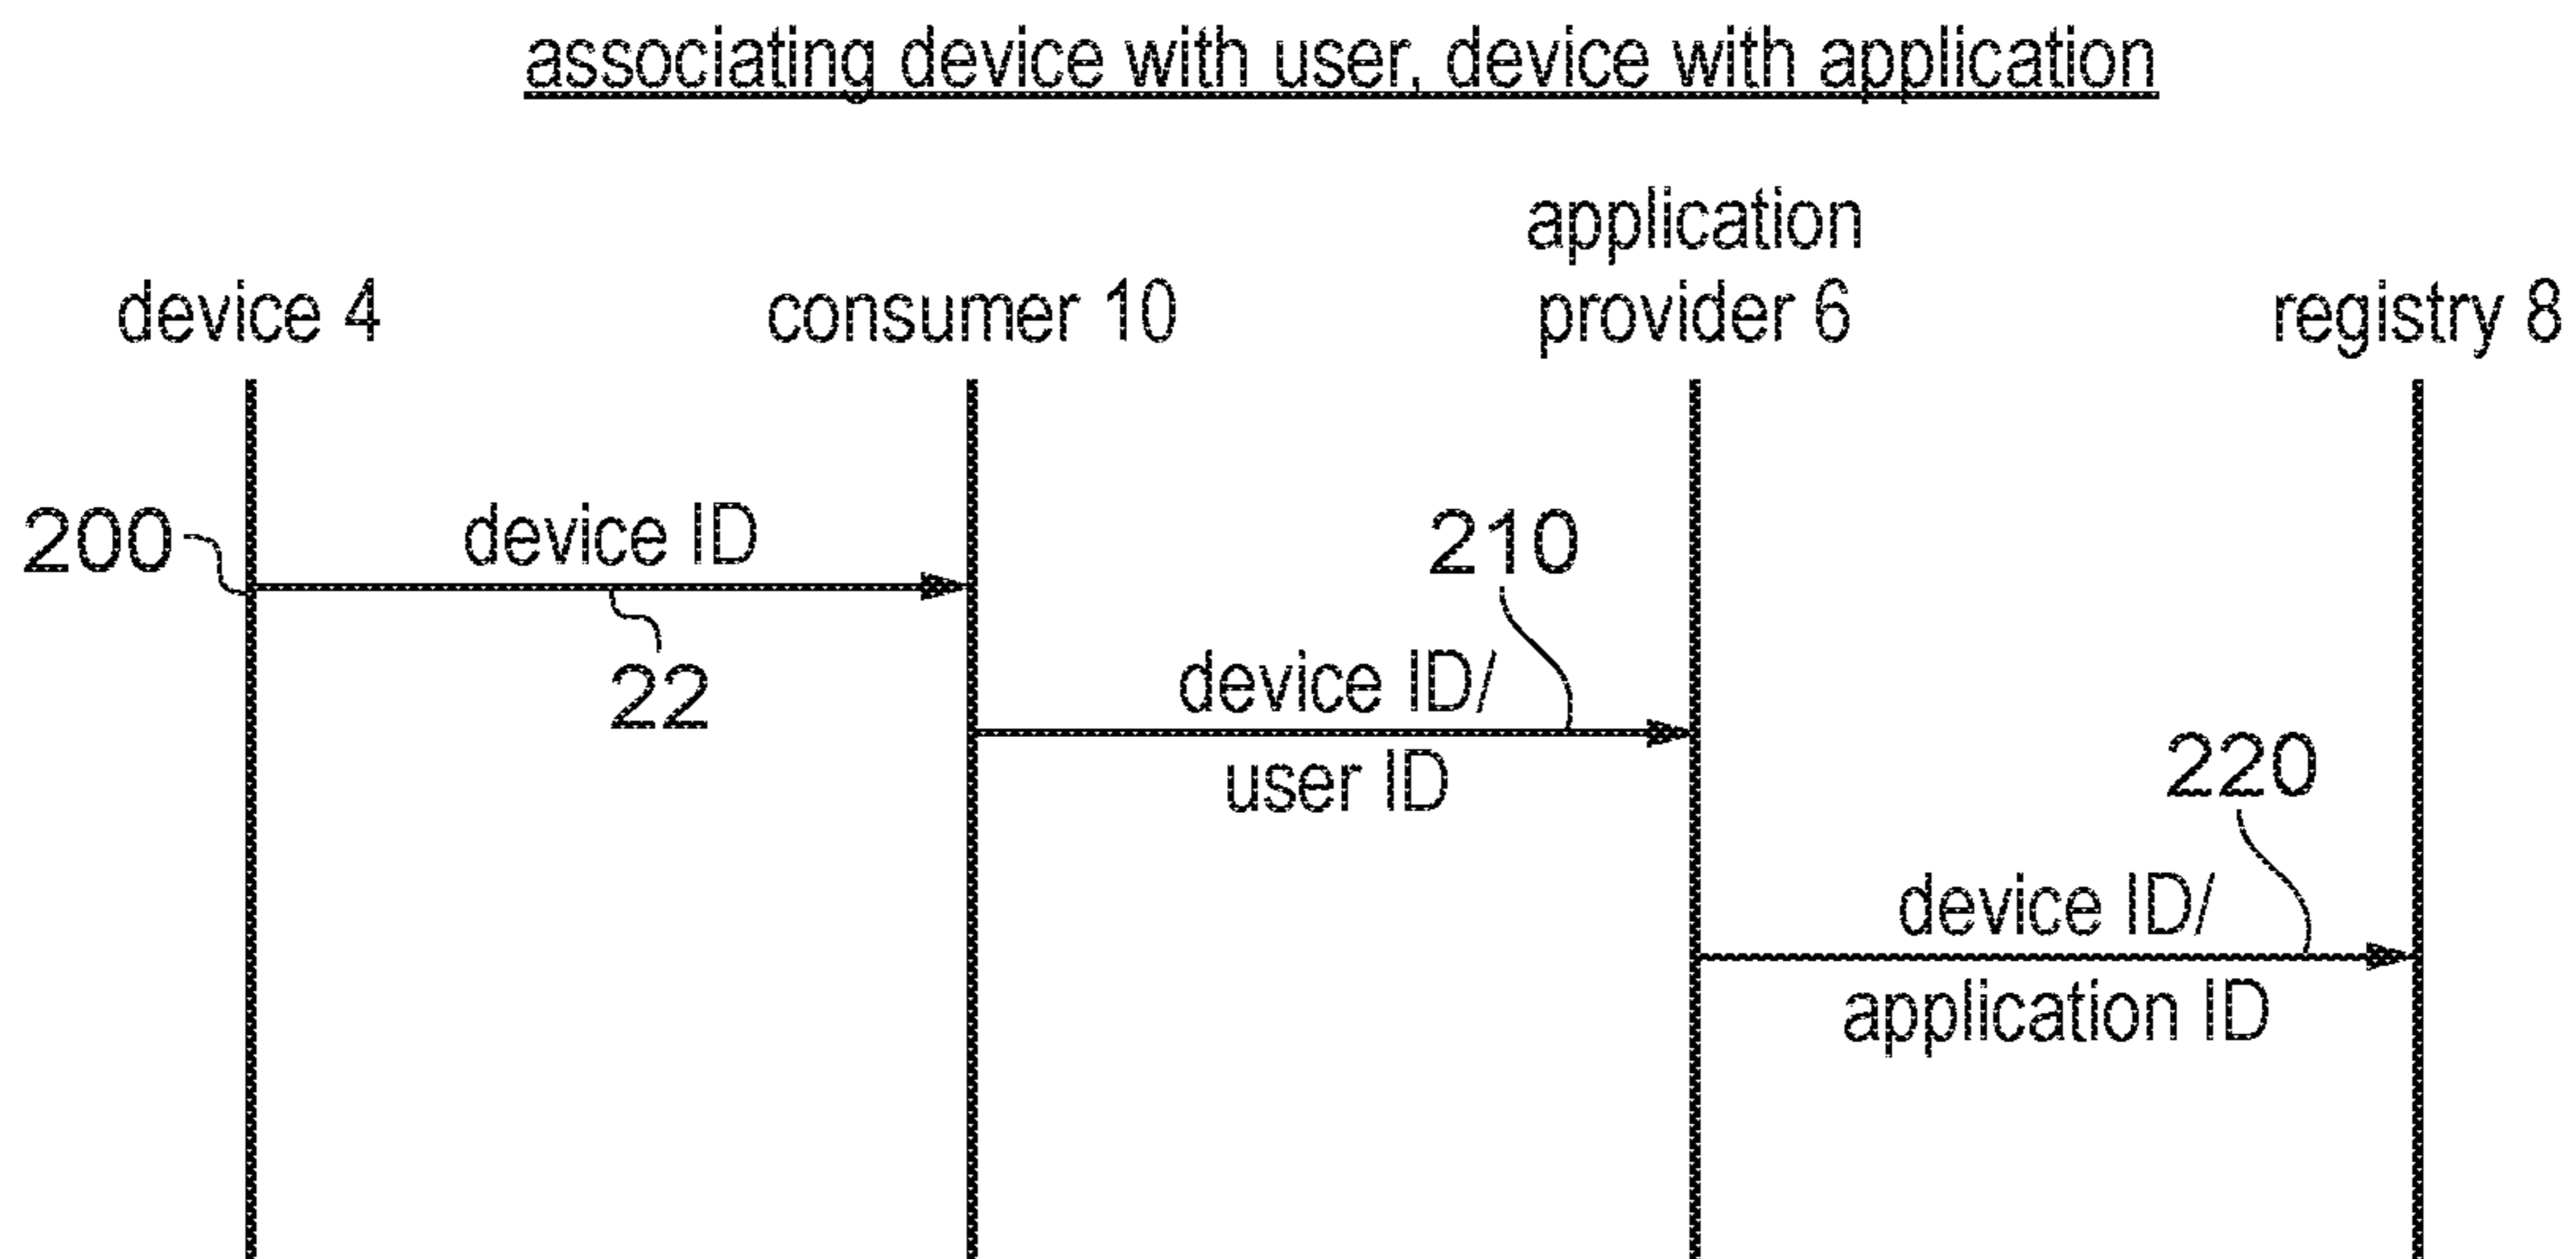 associating device with user, device with application
application
device 4
consumer 10
provider 6
registry 8
200
device ID
22
210
device ID/
user ID
220
device ID/
application ID